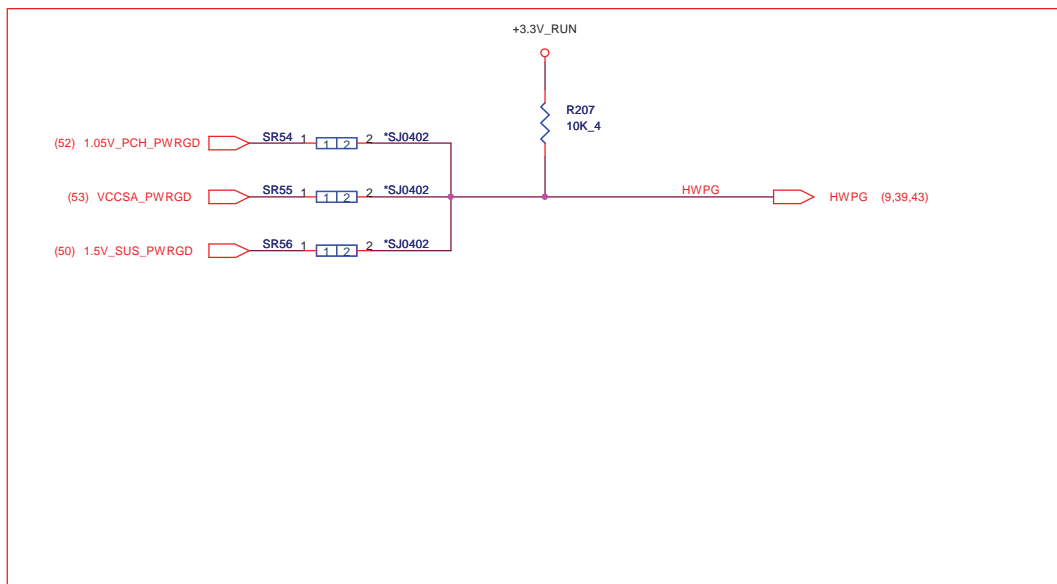 +3.3V_RUN
R207
10K_4
(52) 1.05V_PCH_PWRGD SR54 1 1 2 2 *SJ0402
(53) VCCSA_PWRGD SR55 1 1 2 2 *SJ0402
HWPG HWPG (9,39,43)
(50) 1.5V_SUS_PWRGD SR56 1 1 2 2 *SJ0402